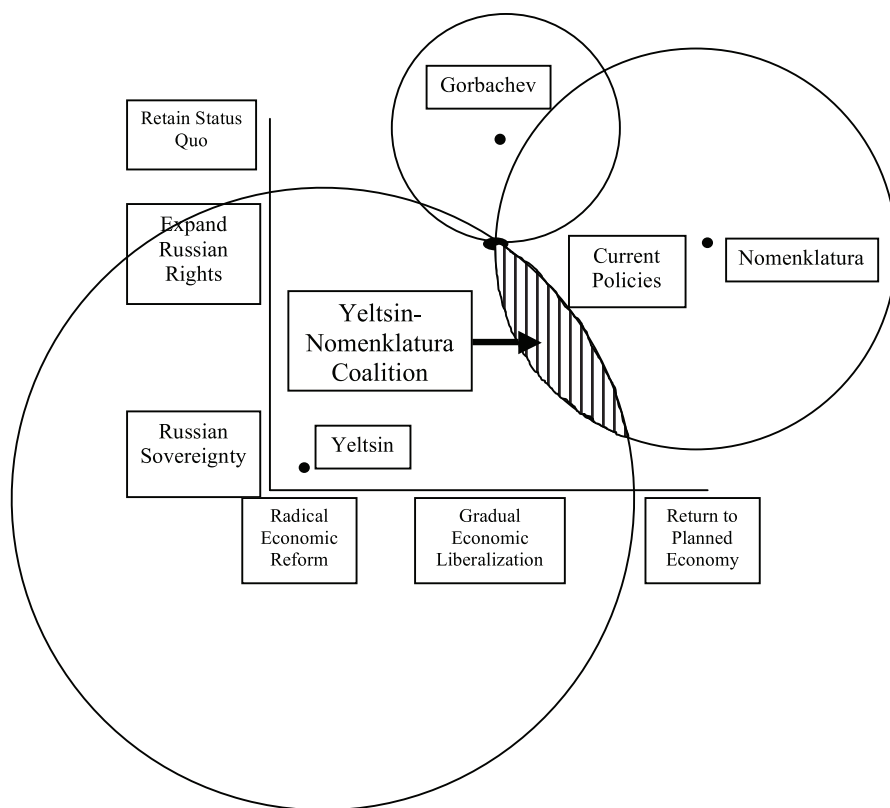 Gorbachev
Retain Status
Quo
Expand
Russian
Rights
Current
Policies
Nomenklatura
Yeltsin-
Nomenklatura
Coalition
Russian
Sovereignty
Yeltsin
Radical
Economic
Reform
Gradual
Economic
Liberalization
Return to
Planned
Economy